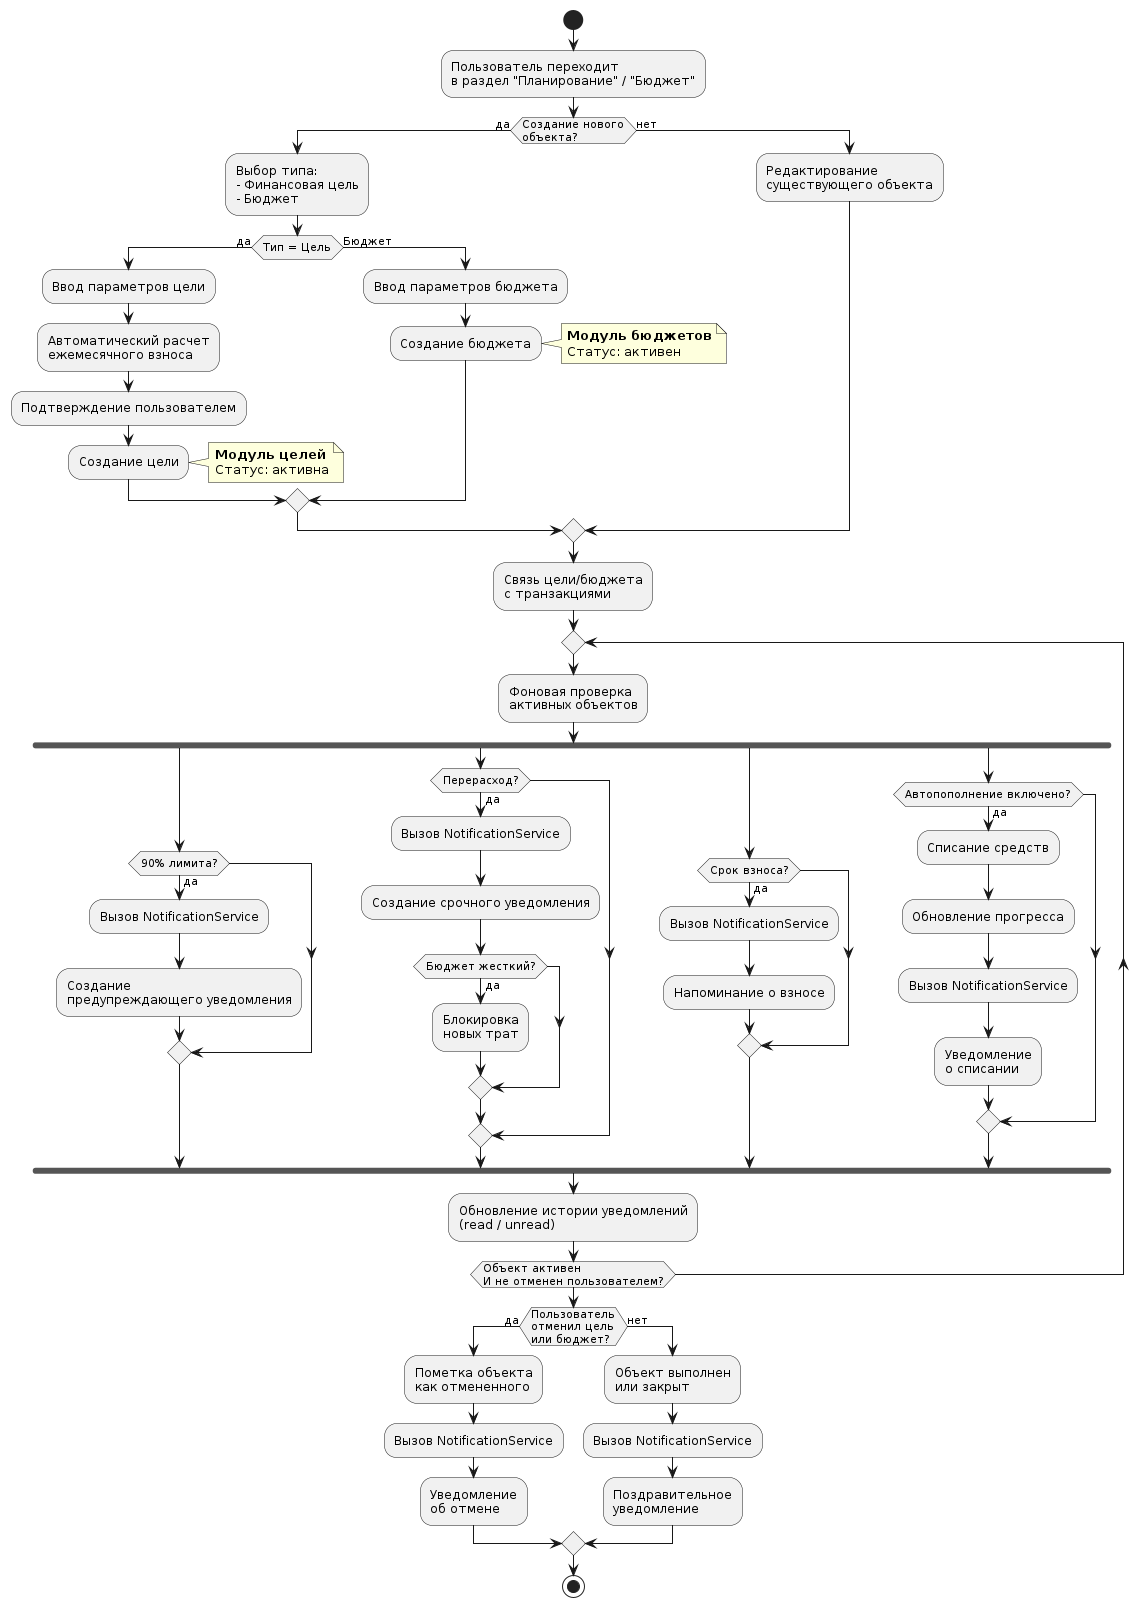 Пользователь переходит
в раздел "Планирование" / "Бюджет"
да
Создание нового
объекта?
нет
Выбор типа:
- Финансовая цель
- Бюджет
Редактирование
существующего объекта
да
Тип = Цель
Бюджет
Ввод параметров цели
Автоматический расчет
ежемесячного взноса
Подтверждение пользователем
Создание цели
Модуль целей
Статус: активна
Ввод параметров бюджета
Создание бюджета
Модуль бюджетов
Статус: активен
Связь цели/бюджета
с транзакциями
Фоновая проверка
активных объектов
90% лимита?
да
Вызов NotificationService
Создание
предупреждающего уведомления
Перерасход?
да
Вызов NotificationService
Создание срочного уведомления
Бюджет жесткий?
да
Блокировка
новых трат
Срок взноса?
да
Вызов NotificationService
Напоминание о взносе
Автопополнение включено?
да
Списание средств
Обновление прогресса
Вызов NotificationService
Уведомление
о списании
Обновление истории уведомлений
(read / unread)
Объект активен
И не отменен пользователем?
да
Пользователь
отменил цель
или бюджет?
нет
Пометка объекта
как отмененного
Вызов NotificationService
Уведомление
об отмене
Объект выполнен
или закрыт
Вызов NotificationService
Поздравительное
уведомление